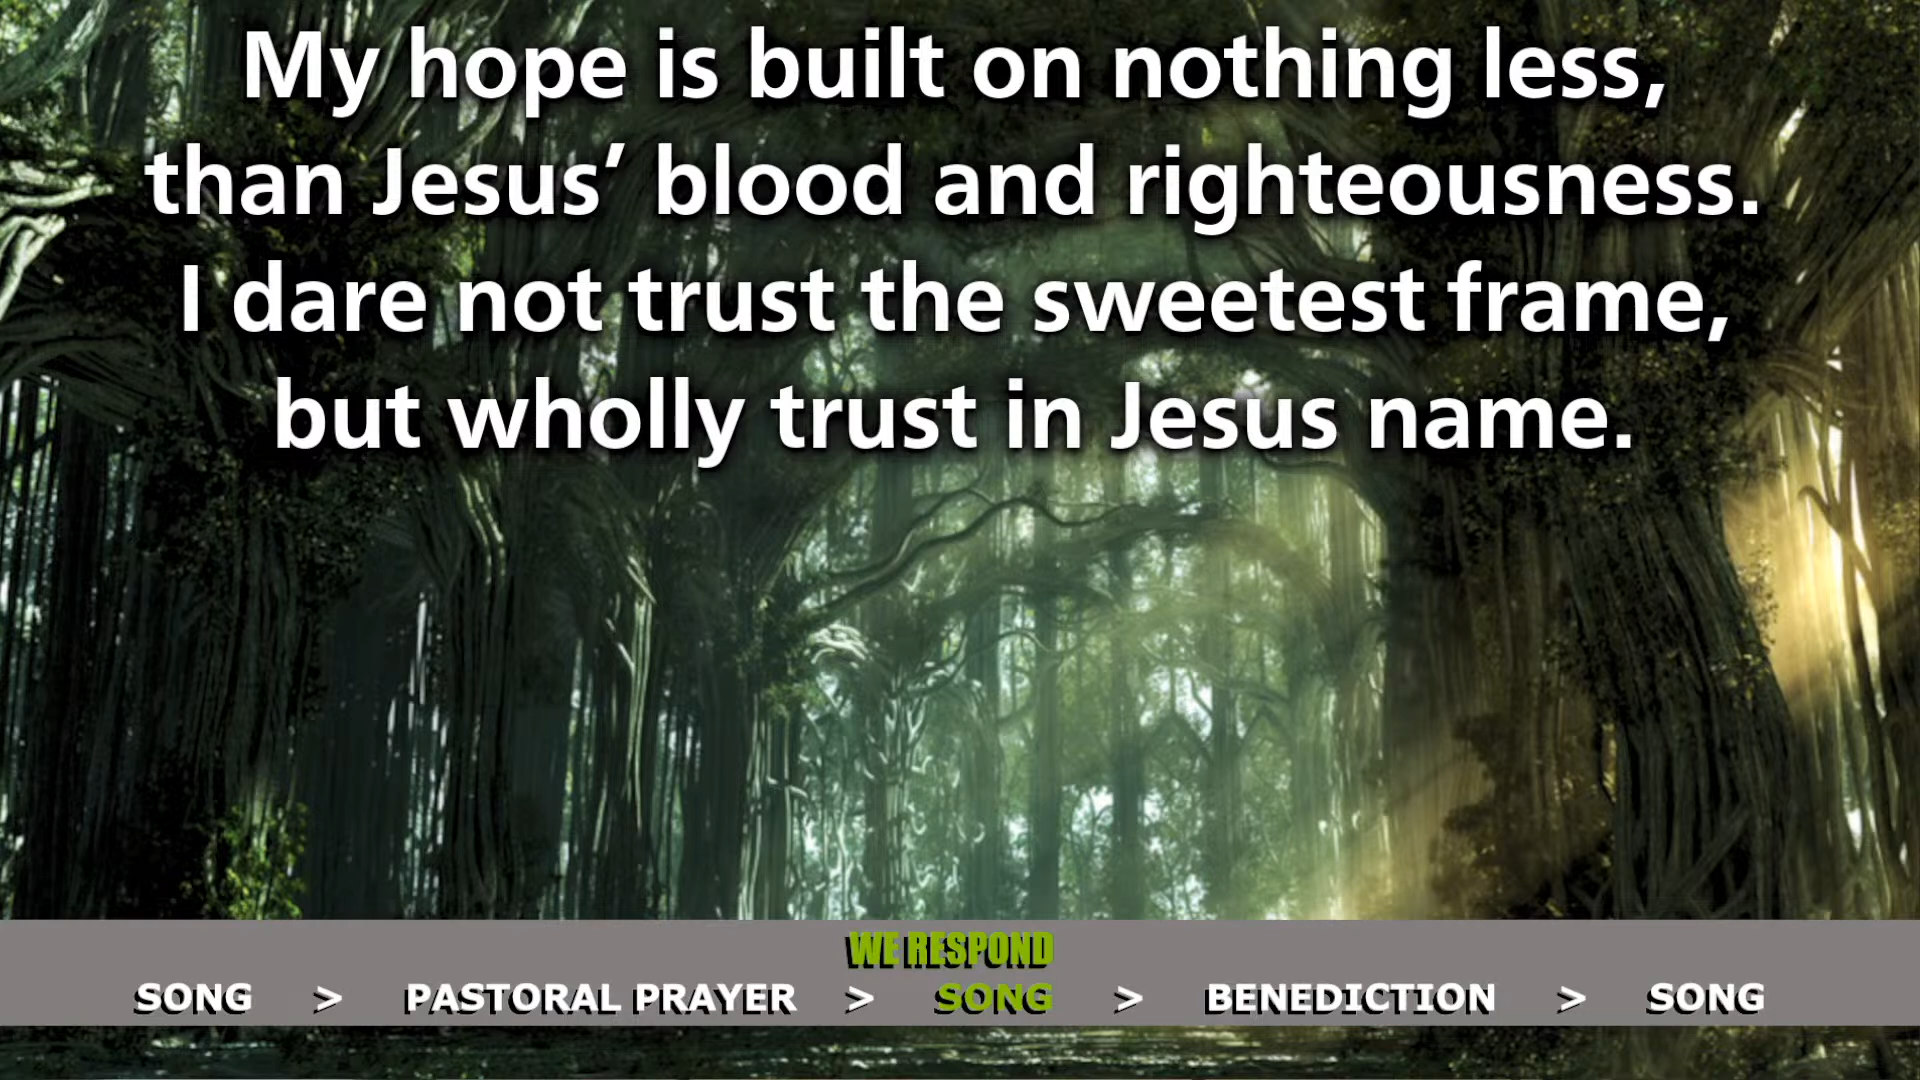 My hope is built on nothing less,
than Jesus’ blood and righteousness.
I dare not trust the sweetest frame,
but wholly trust in Jesus name.
WE RESPOND
SONG > PASTORAL PRAYER > SONG > BENEDICTION > SONG